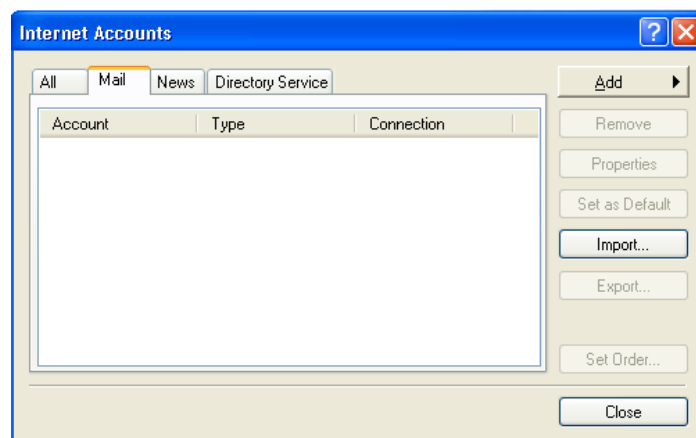 Internet Accounts
All Mail News Directory Service
Account Type Connection
Add
Remove
Properties
Set as Default
Import...
Export...
Set Order...
Close